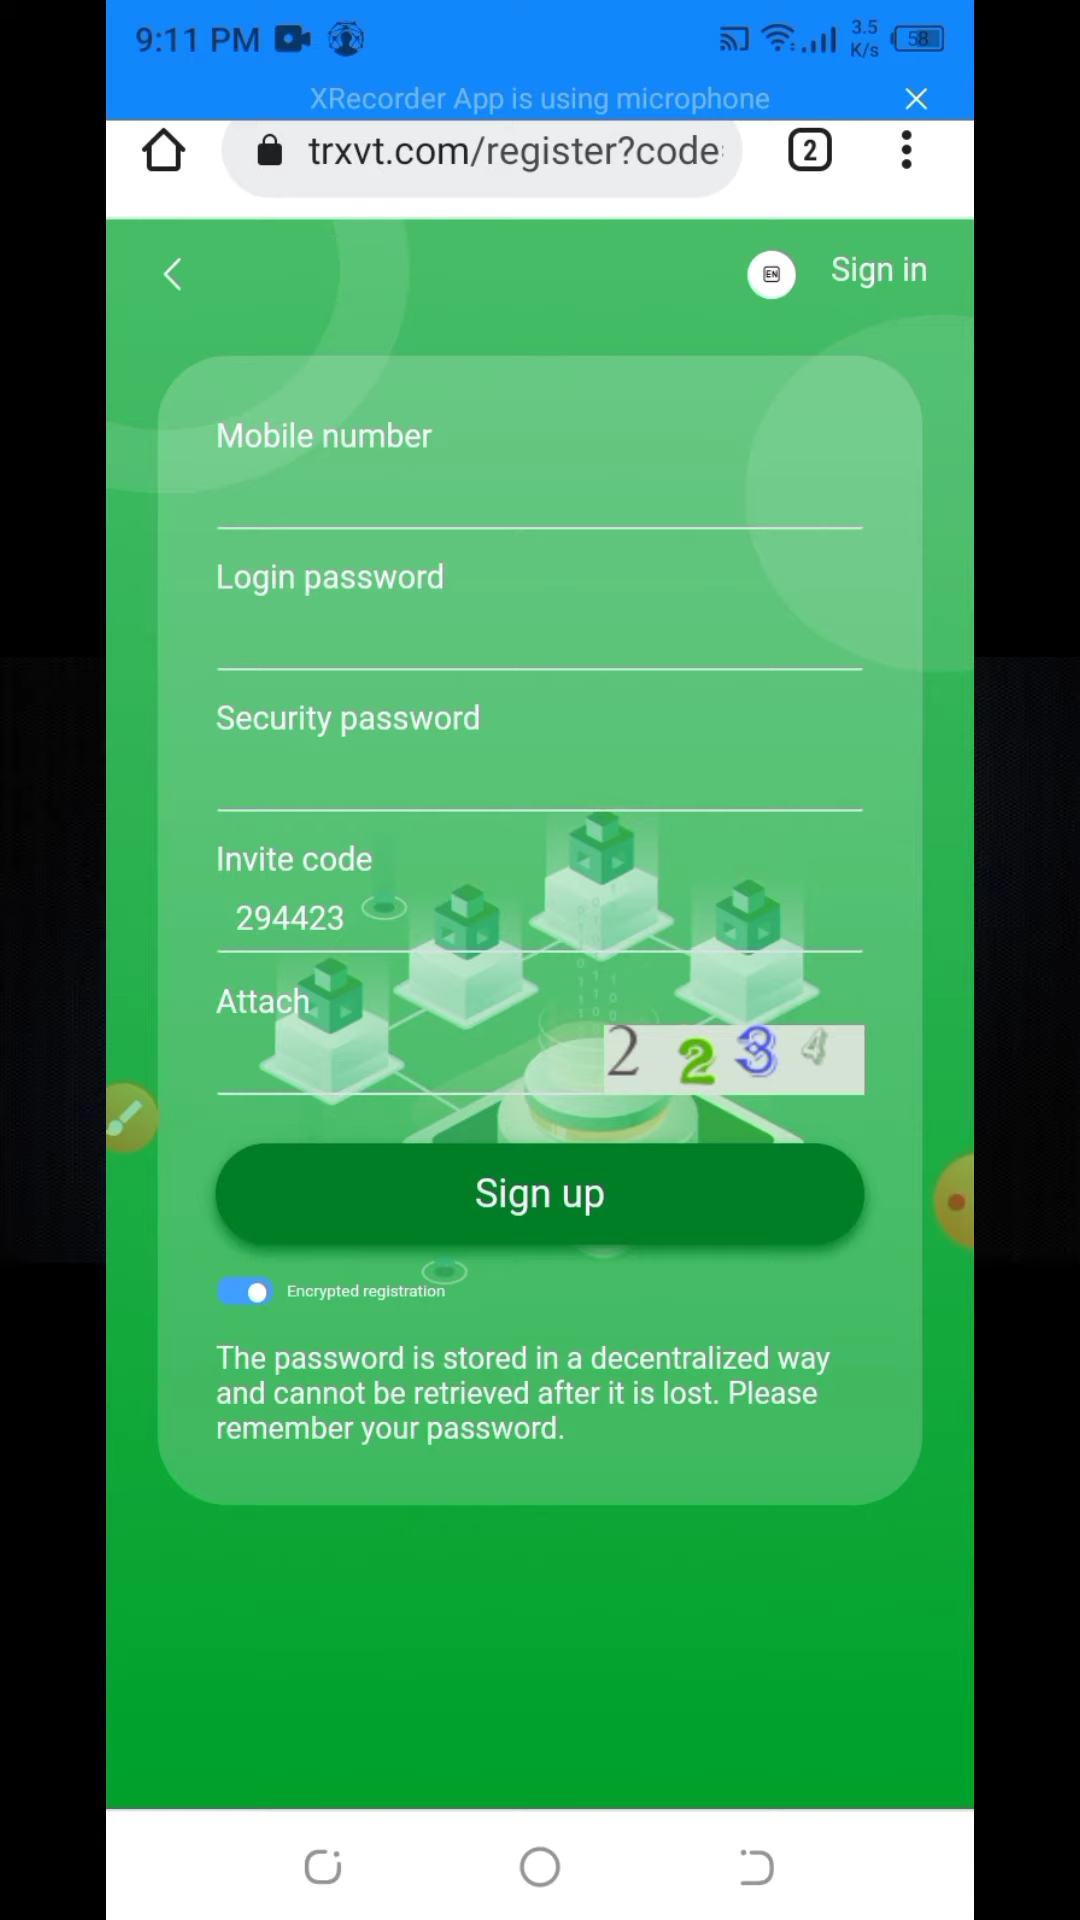 9:11 PM
3.5
K/s
58
XRecorder App is using microphone
trxvt.com/register?code
2
EN
Sign in
Mobile number
Login password
Security password
Invite code
294423
Attach
2 2 3 4
Sign up
Encrypted registration
The password is stored in a decentralized way
and cannot be retrieved after it is lost. Please
remember your password.